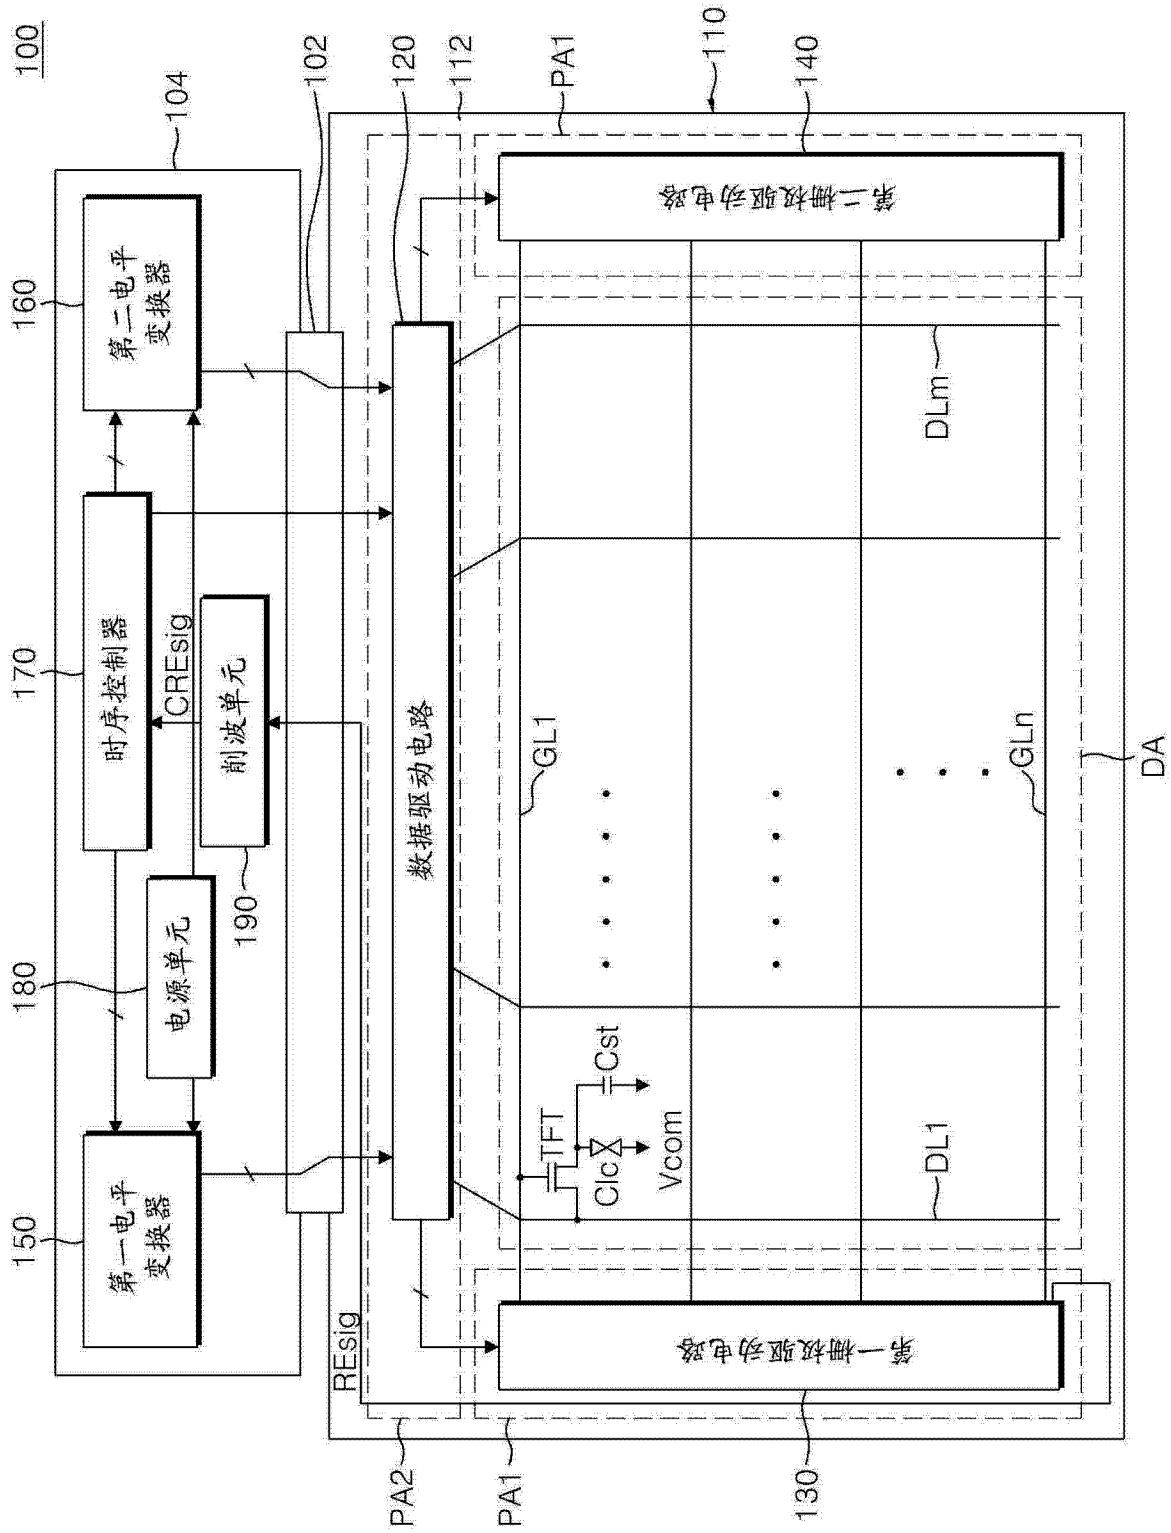 100
150
180
170
160
104
第一电平
变换器
电源单元
时序控制器
第二电平
变换器
CREsig
190
削波单元
102
REsig
120
数据驱动电路
112
PA2
PA1
PA1
110
130
第一栅极驱动电路
140
第二栅极驱动电路
GL1
TFT
Clc
Cst
Vcom
DL1
DLm
GLn
DA